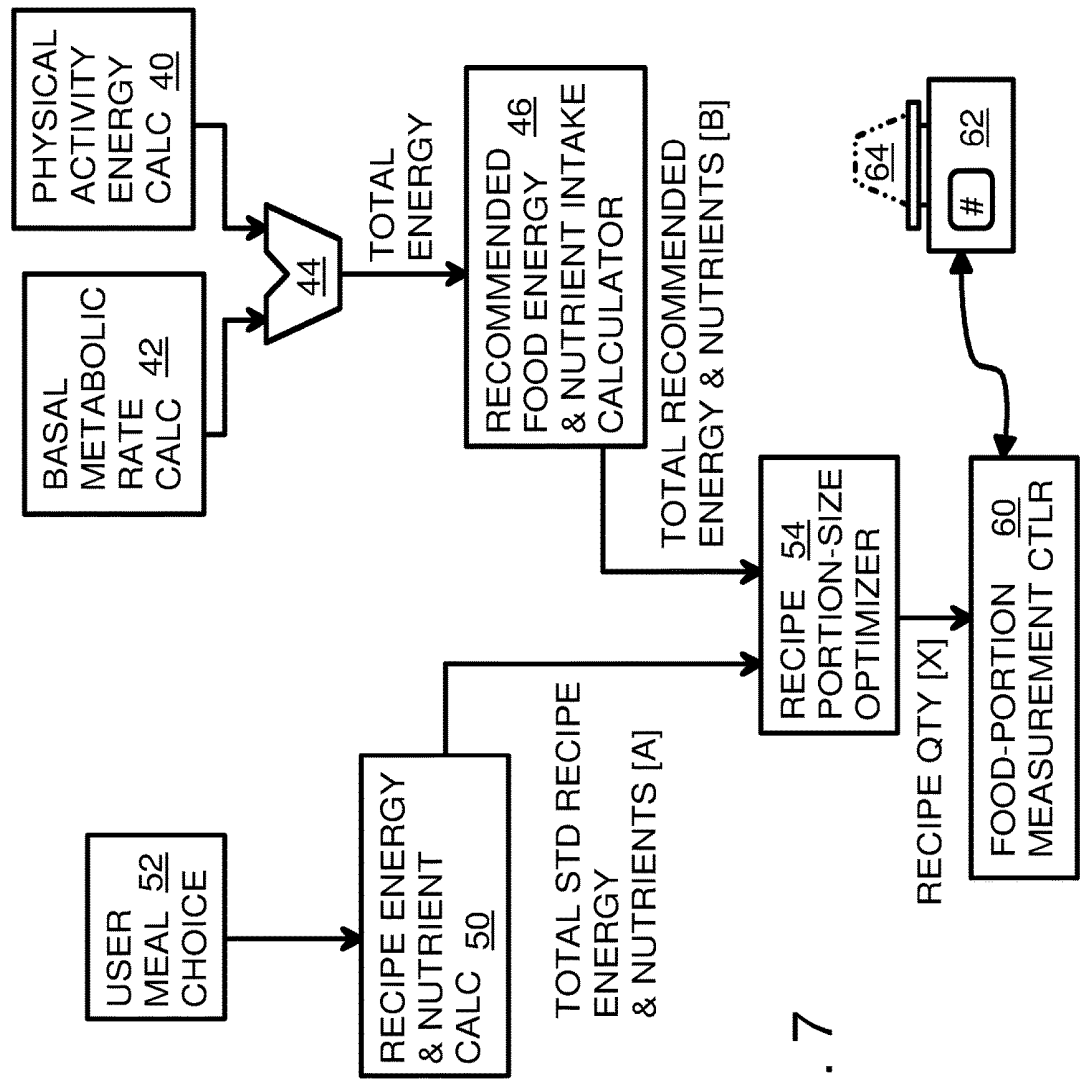 USER
MEAL 52
CHOICE
RECIPE ENERGY
& NUTRIENT
CALC 50
TOTAL STD RECIPE
ENERGY
& NUTRIENTS [A]
BASAL
METABOLIC
RATE 42
CALC
PHYSICAL
ACTIVITY
ENERGY
CALC 40
44
TOTAL
ENERGY
RECOMMENDED
FOOD ENERGY 46
& NUTRIENT INTAKE
CALCULATOR
TOTAL RECOMMENDED
ENERGY & NUTRIENTS [B]
RECIPE 54
PORTION-SIZE
OPTIMIZER
RECIPE QTY [X]
FOOD-PORTION 60
MEASUREMENT CTLR
64
# 62
. 7